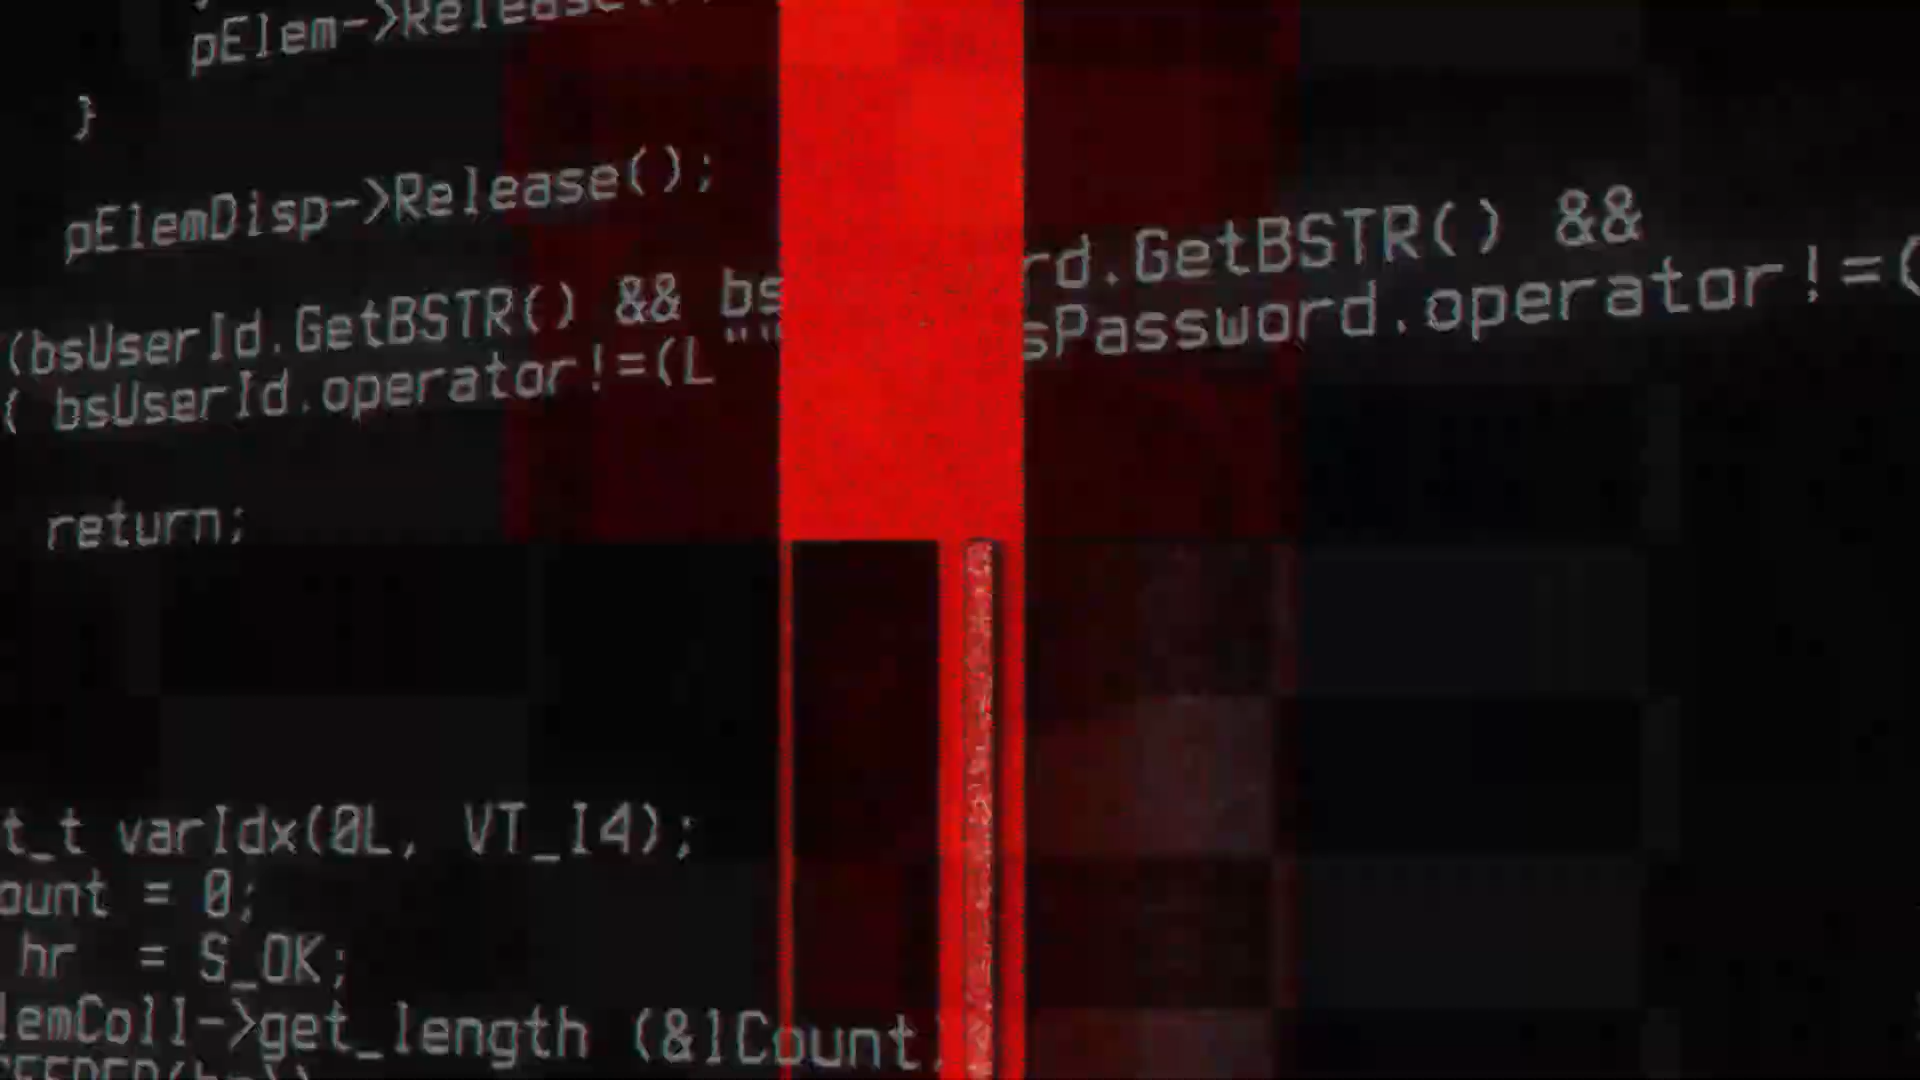 pElem->Release();
}
pElemDisp->Release();
(bsUserId.GetBSTR() && bs rd.GetBSTR() &&
( bsUserId.operator!=(L"" sPassword.operator!=(
return;
t_t varIdx(0L, VT_I4);
ount = 0;
hr = S_OK;
lemColl->get_length (&lCount)